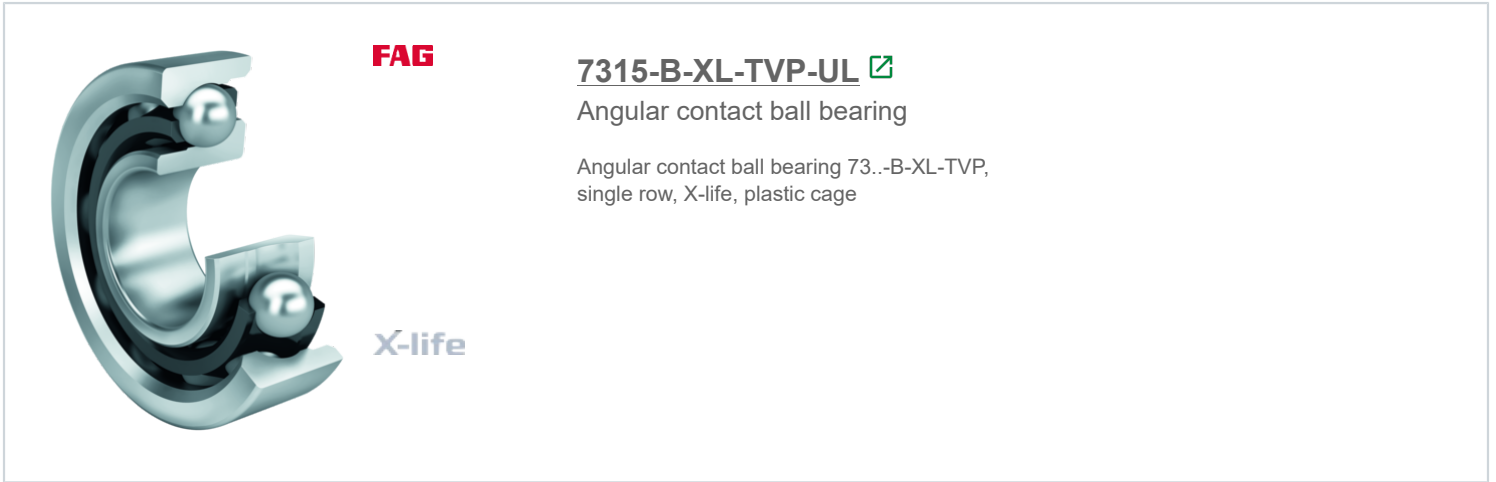 FAG
7315-B-XL-TVP-UL
Angular contact ball bearing
Angular contact ball bearing 73..-B-XL-TVP,
single row, X-life, plastic cage
X-life